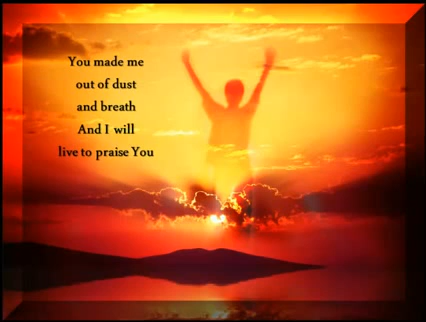 You made me
out of dust
and breath
And I will
live to praise You